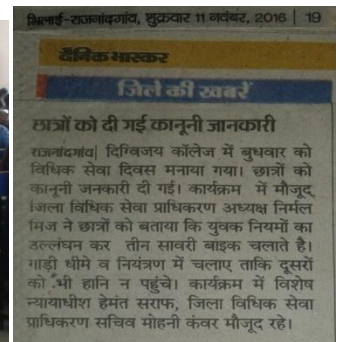 भिलाई-राजनांदगांव, शुक्रवार 11 नवंबर, 2016 | 19
दैनिक भास्कर
जिले की खबरें
छात्रों को दी गई कानूनी जानकारी
राजनांदगांव| दिग्विजय कॉलेज में बुधवार को
विधिक सेवा दिवस मनाया गया। छात्रों को
कानूनी जानकारी दी गई। कार्यक्रम में मौजूद
जिला विधिक सेवा प्राधिकरण अध्यक्ष निर्मल
मिंज ने छात्रों को बताया कि युवक नियमों का
उल्लंघन कर तीन सावरी बाइक चलाते है।
गाड़ी धीमे व नियंत्रण में चलाए ताकि दूसरों
को भी हानि न पहुंचे। कार्यक्रम में विशेष
न्यायाधीश हेमंत सराफ, जिला विधिक सेवा
प्राधिकरण सचिव मोहनी कंवर मौजूद रहे।